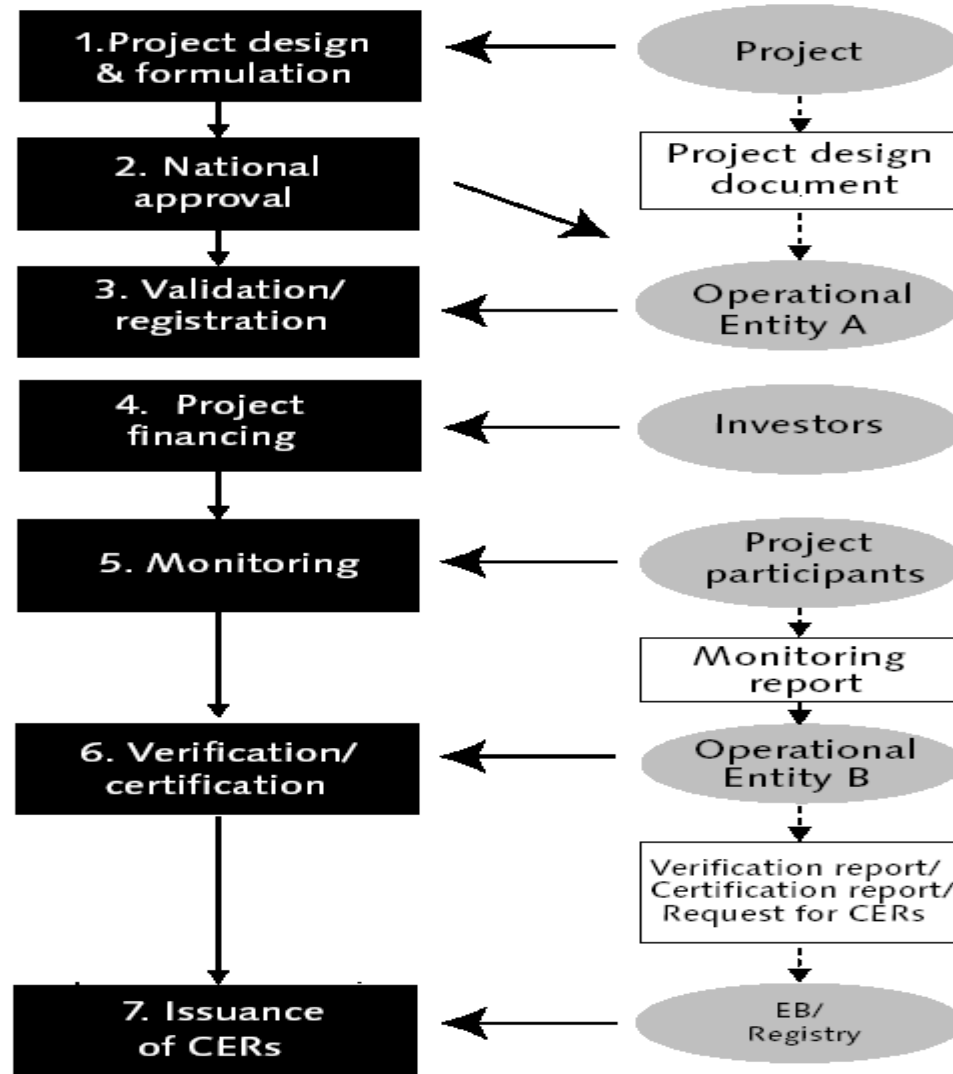 1.Project design
& formulation
Project
2. National
approval
Project design
document
3. Validation/
registration
Operational
Entity A
4. Project
financing
Investors
5. Monitoring
Project
participants
Monitoring
report
6. Verification/
certification
Operational
Entity B
Verification report/
Certification report/
Request for CERs
7. Issuance
of CERs
EB/
Registry